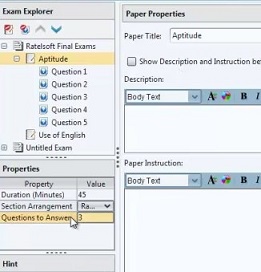 Exam Explorer
Ratelsoft Final Exams
Aptitude
Question 1
Question 2
Question 3
Question 4
Question 5
Use of English
Untitled Exam
Properties
Property Value
Duration (Minutes) 45
Section Arrangement Ra...
Questions to Answer 3
Hint
Paper Properties
Paper Title: Aptitude
Show Description and Instruction be
Description:
Body Text A B I
Paper Instruction:
Body Text A B I